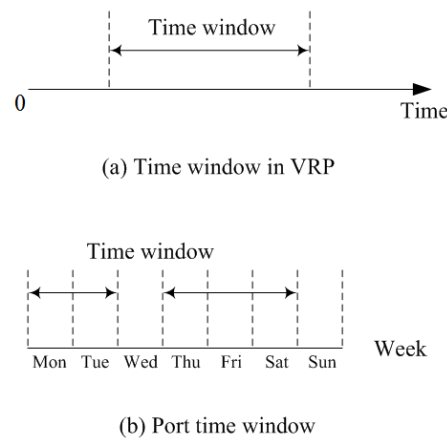 Time window
0
Time
(a) Time window in VRP
Time window
Week
Mon Tue Wed Thu Fri Sat Sun
(b) Port time window